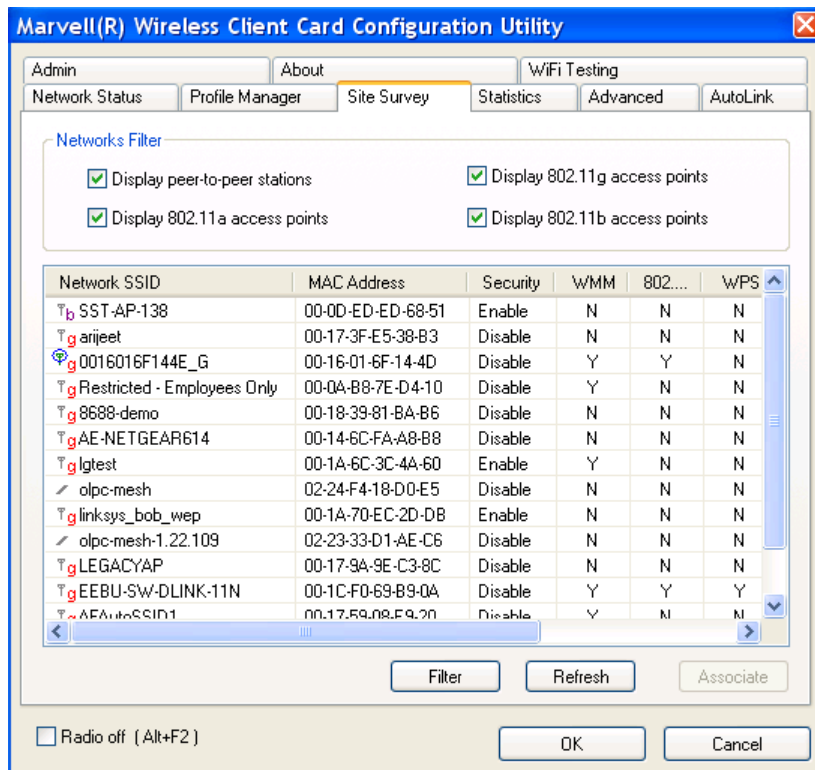 Marvell(R) Wireless Client Card Configuration Utility
Admin About WiFi Testing
Network Status Profile Manager Site Survey Statistics Advanced AutoLink
Networks Filter
Display peer-to-peer stations Display 802.11g access points
Display 802.11a access points Display 802.11b access points
Network SSID MAC Address Security WMM 802.... WPS
b SST-AP-138 00-0D-ED-ED-68-51 Enable N N N
g arijeet 00-17-3F-E5-38-B3 Disable N N N
g 0016016F144E_G 00-16-01-6F-14-4D Disable Y Y N
g Restricted - Employees Only 00-0A-B8-7E-D4-10 Disable Y N N
g 8688-demo 00-18-39-81-BA-B6 Disable N N N
g AE-NETGEAR614 00-14-6C-FA-A8-B8 Disable N N N
g lgtest 00-1A-6C-3C-4A-60 Enable Y N N
olpc-mesh 02-24-F4-18-D0-E5 Disable N N N
g linksys_bob_wep 00-1A-70-EC-2D-DB Enable N N N
olpc-mesh-1.22.109 02-23-33-D1-AE-C6 Disable N N N
g LEGACYAP 00-17-9A-9E-C3-8C Disable N N N
g EEBU-SW-DLINK-11N 00-1C-F0-69-B9-0A Disable Y Y Y
g AEAutoSSID1 00-17-59-08-E9-20 Disable Y N N
Filter Refresh Associate
Radio off (Alt+F2) OK Cancel